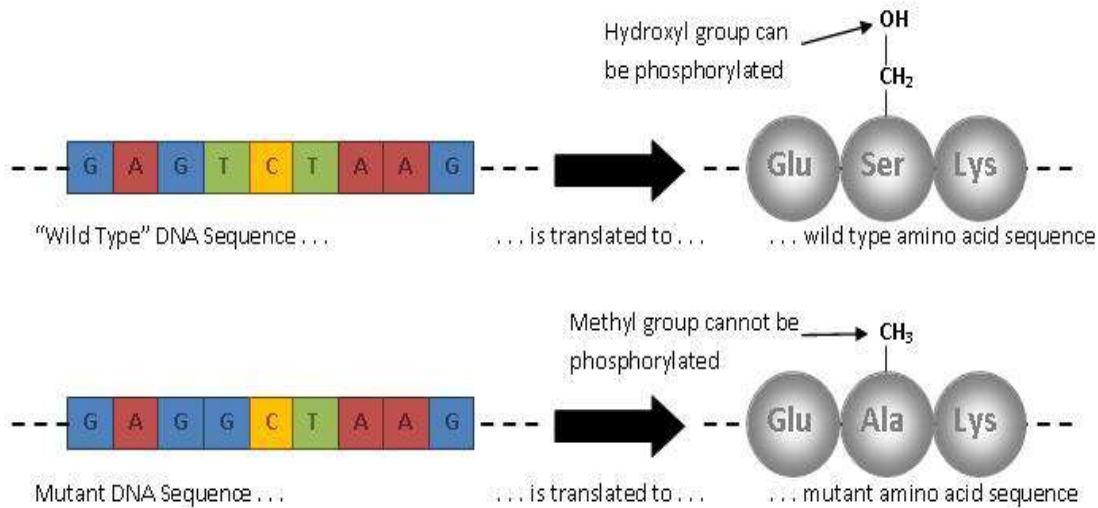 Hydroxyl group can
be phosphorylated
OH
CH₂
G A G T C T A A G
Glu Ser Lys
“Wild Type” DNA Sequence . . .
. . . is translated to . . .
. . . wild type amino acid sequence
Methyl group cannot be
phosphorylated
CH₃
G A G G C T A A G
Glu Ala Lys
Mutant DNA Sequence . . .
. . . is translated to . . .
. . . mutant amino acid sequence